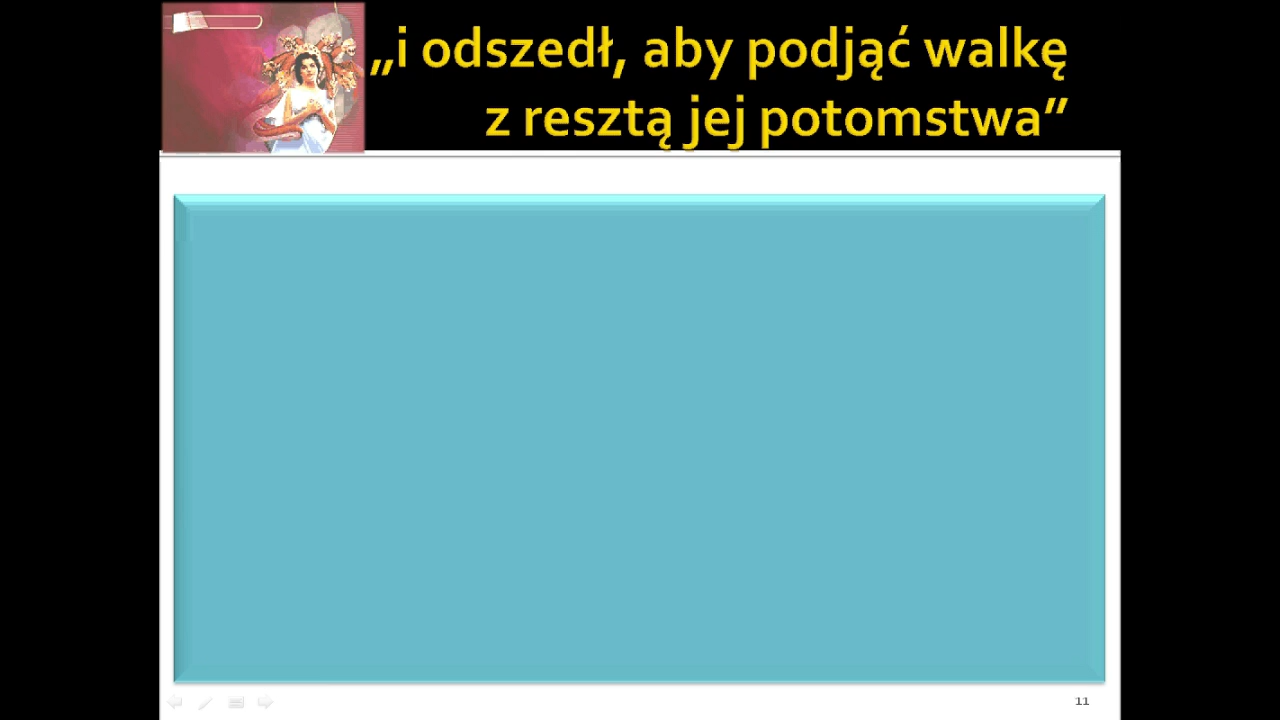 „i odszedł, aby podjąć walkę
z resztą jej potomstwa”
11